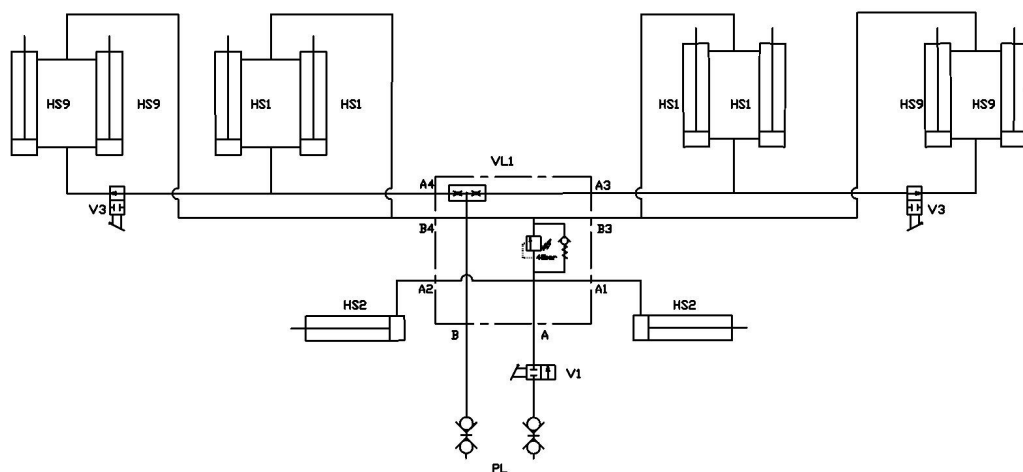 HS9 HS9 HS1 HS1 HS1 HS1 HS9 HS9
VL1
A4 A3
V3 V3
B4 B3
A2 A1
HS2 HS2
B A
V1
PL